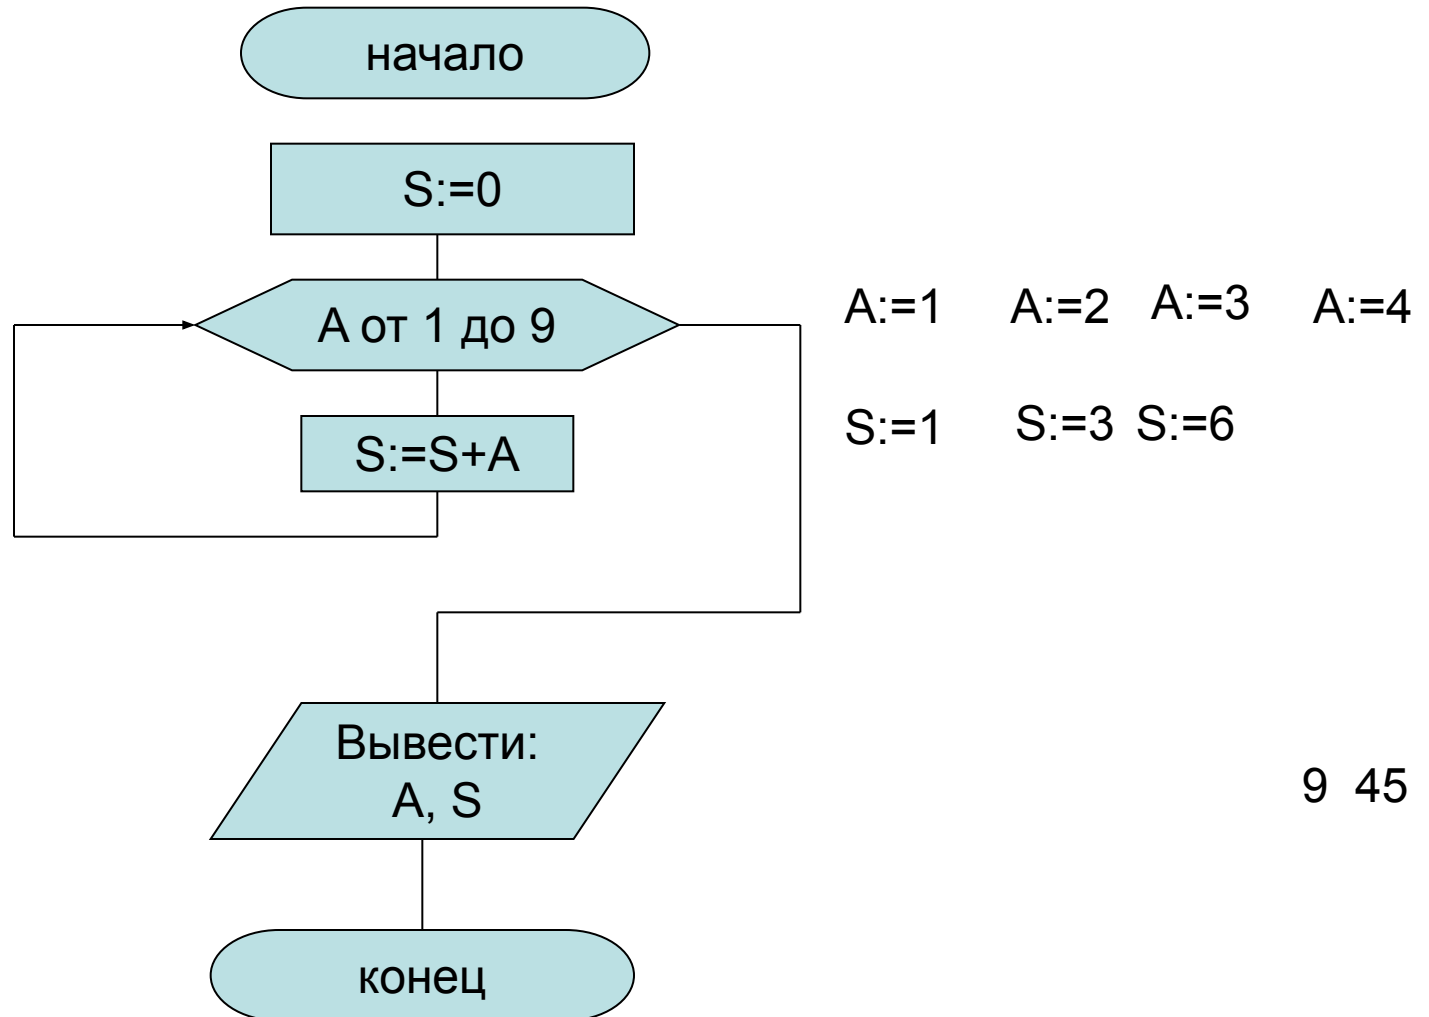 начало
S:=0
А от 1 до 9
S:=S+A
A:=1 A:=2 A:=3 A:=4
S:=1 S:=3 S:=6
Вывести:
A, S
9 45
конец